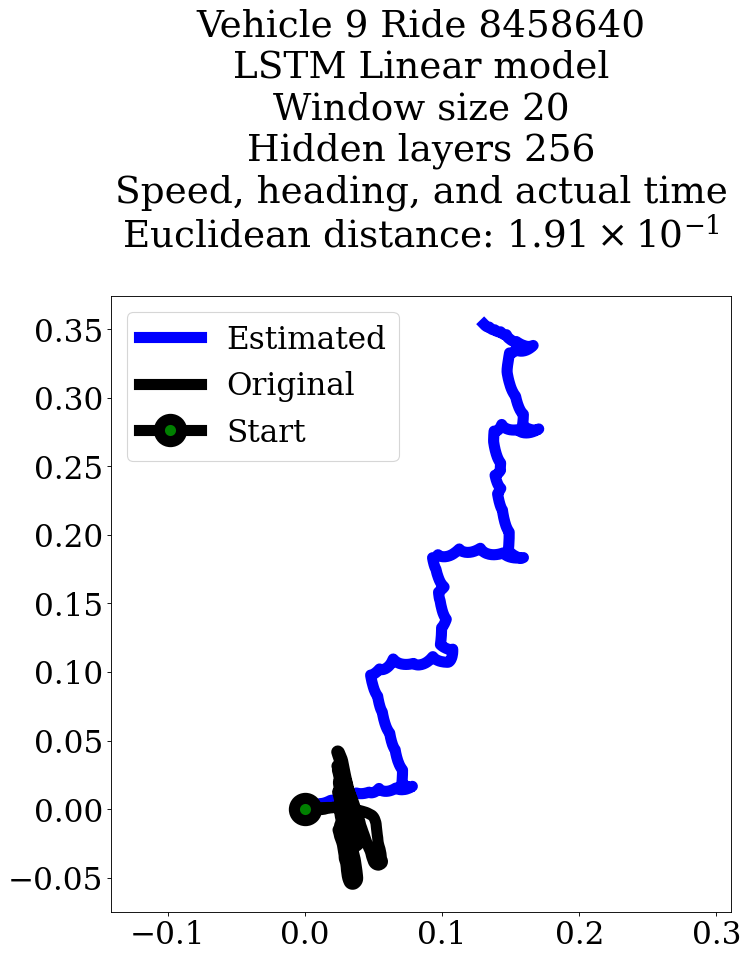 Vehicle 9 Ride 8458640
LSTM Linear model
Window size 20
Hidden layers 256
Speed, heading, and actual time
Euclidean distance: 1.91 × 10⁻¹
Estimated
Original
Start
0.35
0.30
0.25
0.20
0.15
0.10
0.05
0.00
−0.05
−0.1
0.0
0.1
0.2
0.3